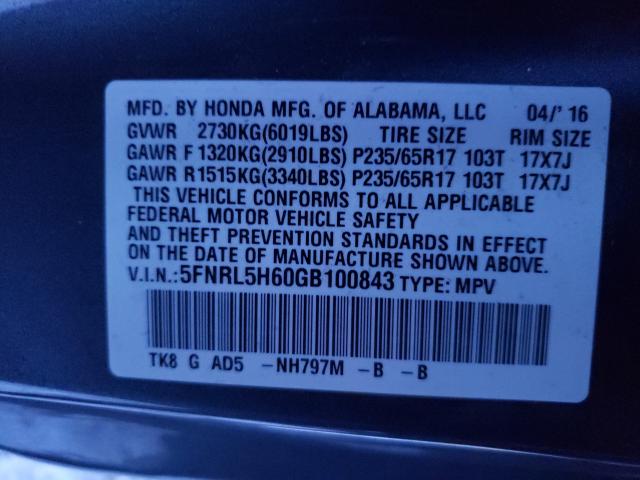 MFD. BY HONDA MFG. OF ALABAMA, LLC 04/'16
GVWR 2730KG(6019LBS) TIRE SIZE RIM SIZE
GAWR F 1320KG(2910LBS) P235/65R17 103T 17X7J
GAWR R1515KG(3340LBS) P235/65R17 103T 17X7J
THIS VEHICLE CONFORMS TO ALL APPLICABLE
FEDERAL MOTOR VEHICLE SAFETY
AND THEFT PREVENTION STANDARDS IN EFFECT
ON THE DATE OF MANUFACTURE SHOWN ABOVE.
V.I.N.:5FNRL5H60GB100843 TYPE: MPV
TK8 G AD5 -NH797M -B -B